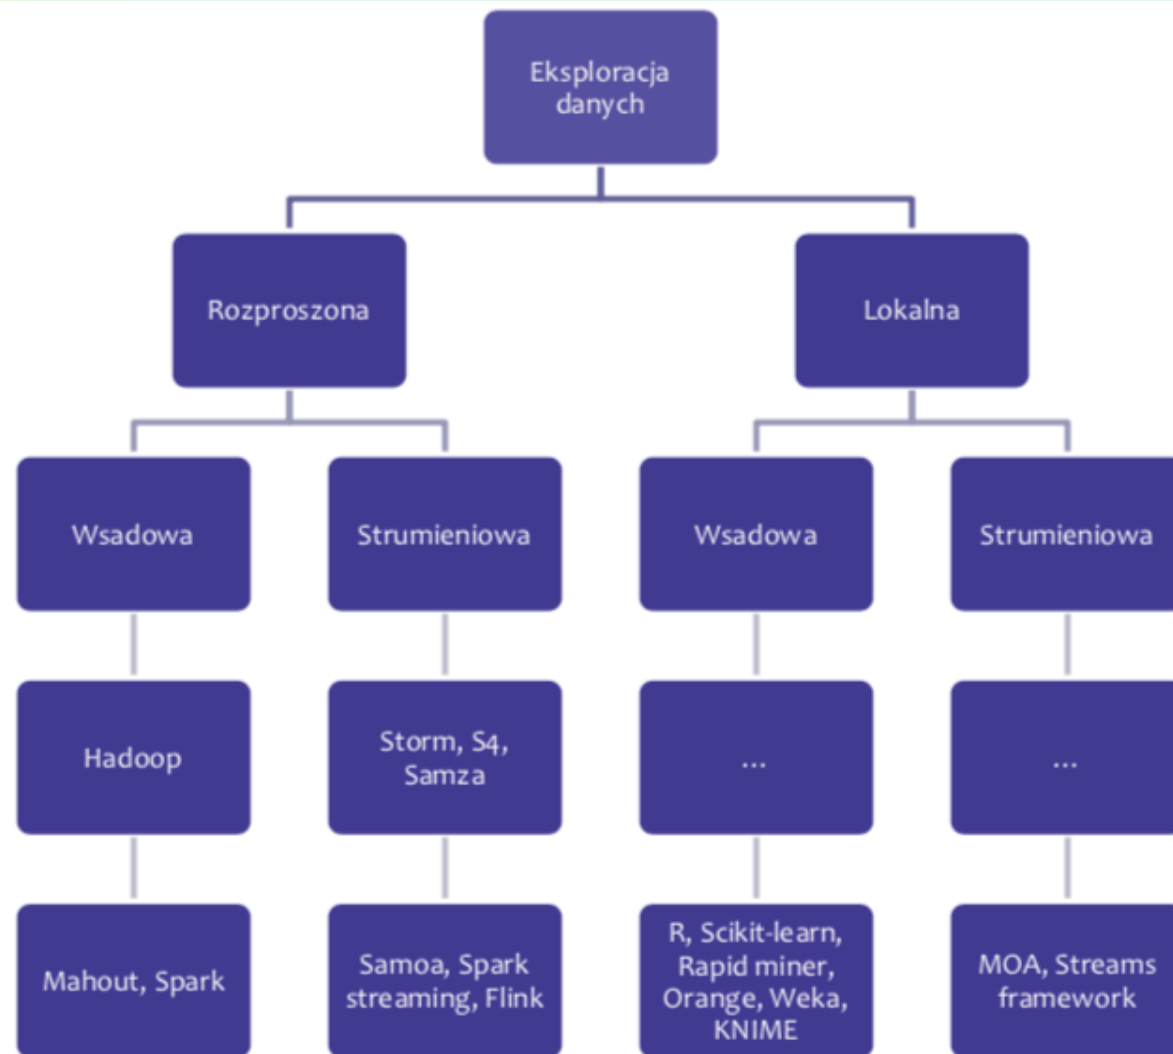 Eksploracja
danych
Rozproszona
Lokalna
Wsadowa
Strumieniowa
Wsadowa
Strumieniowa
Hadoop
Storm, S4,
Samza
...
...
Mahout, Spark
Samoa, Spark
streaming, Flink
R, Scikit-learn,
Rapid miner,
Orange, Weka,
KNIME
MOA, Streams
framework